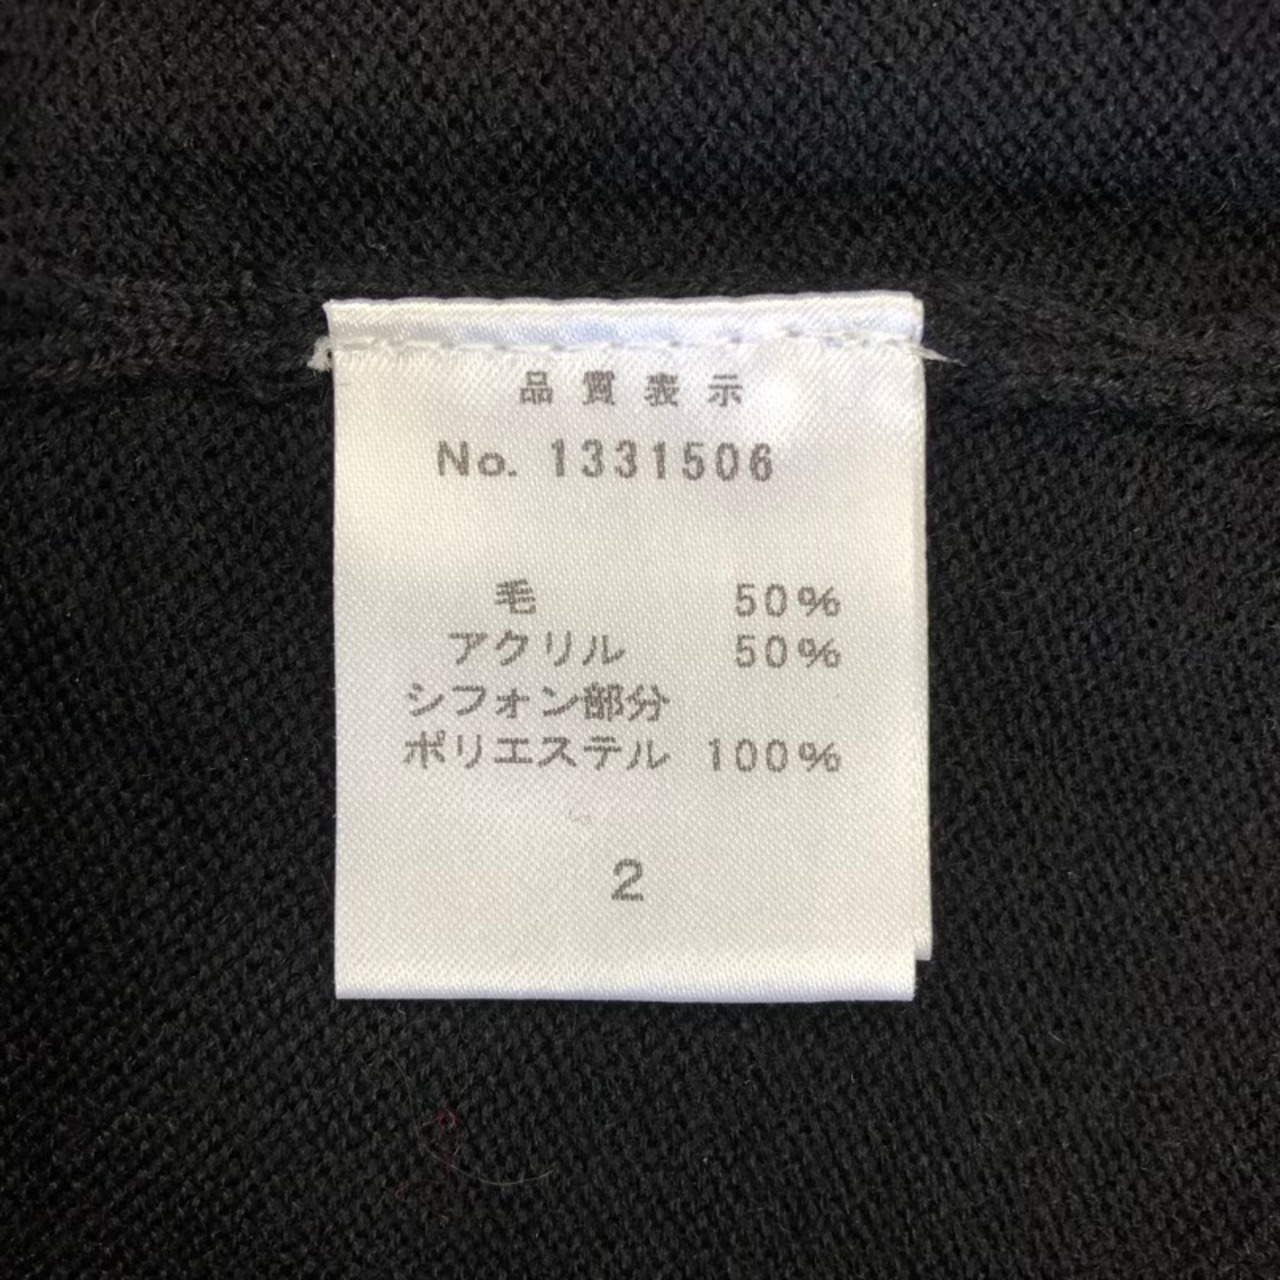 品質表示
No. 1331506
毛 50%
アクリル 50%
シフォン部分
ポリエステル 100%
2